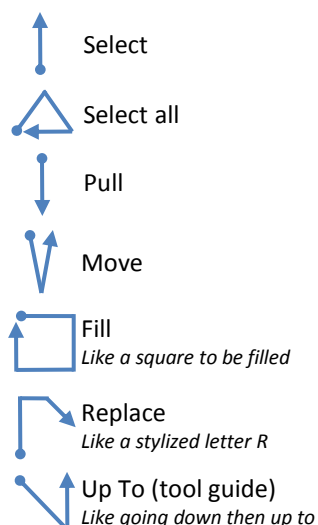 Select
Select all
Pull
Move
Fill
Like a square to be filled
Replace
Like a stylized letter R
Up To (tool guide)
Like going down then up to